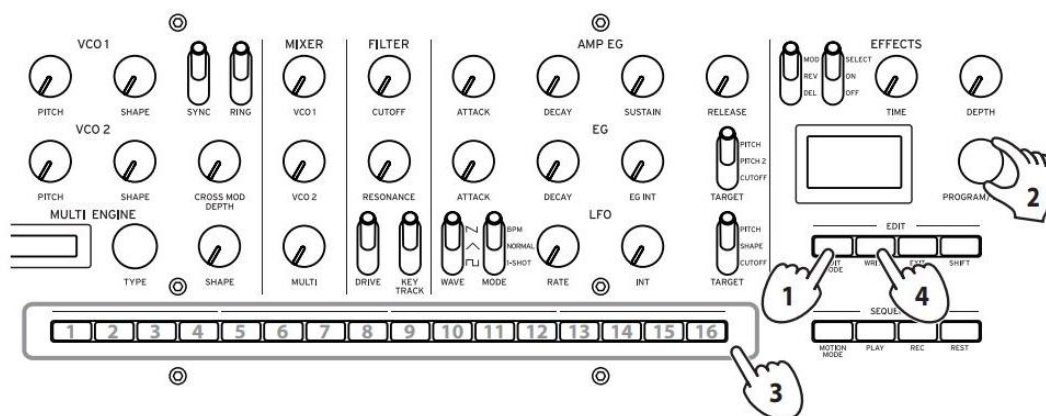 VCO 1 MIXER FILTER AMP EG EFFECTS
MOD SELECT
REV ON
DEL OFF
PITCH SHAPE SYNC RING VCO 1 CUTOFF ATTACK DECAY SUSTAIN RELEASE TIME DEPTH
VCO 2 EG
PITCH
PITCH 2
CUTOFF
PITCH SHAPE CROSS MOD DEPTH VCO 2 RESONANCE ATTACK DECAY EG INT TARGET PROGRAM/
2
MULTI ENGINE LFO EDIT
BPM PITCH
NORMAL SHAPE
1-SHOT CUTOFF
TYPE SHAPE MULTI DRIVE KEY TRACK WAVE MODE RATE INT TARGET SHIFT
1 4
1 2 3 4 5 6 7 8 9 10 11 12 13 14 15 16
MOTION MODE PLAY REC REST
3